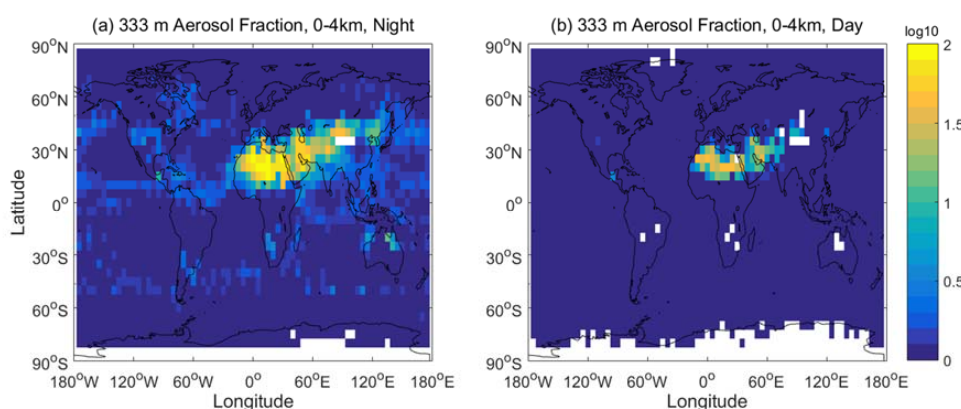 (a) 333 m Aerosol Fraction, 0-4km, Night
(b) 333 m Aerosol Fraction, 0-4km, Day
log10
90°N
60°N
30°N
0°
30°S
60°S
90°S
Latitude
180°W 120°W 60°W 0° 60°E 120°E 180°E
Longitude
90°N
60°N
30°N
0°
30°S
60°S
90°S
180°W 120°W 60°W 0° 60°E 120°E 180°E
Longitude
2
1.5
1
0.5
0